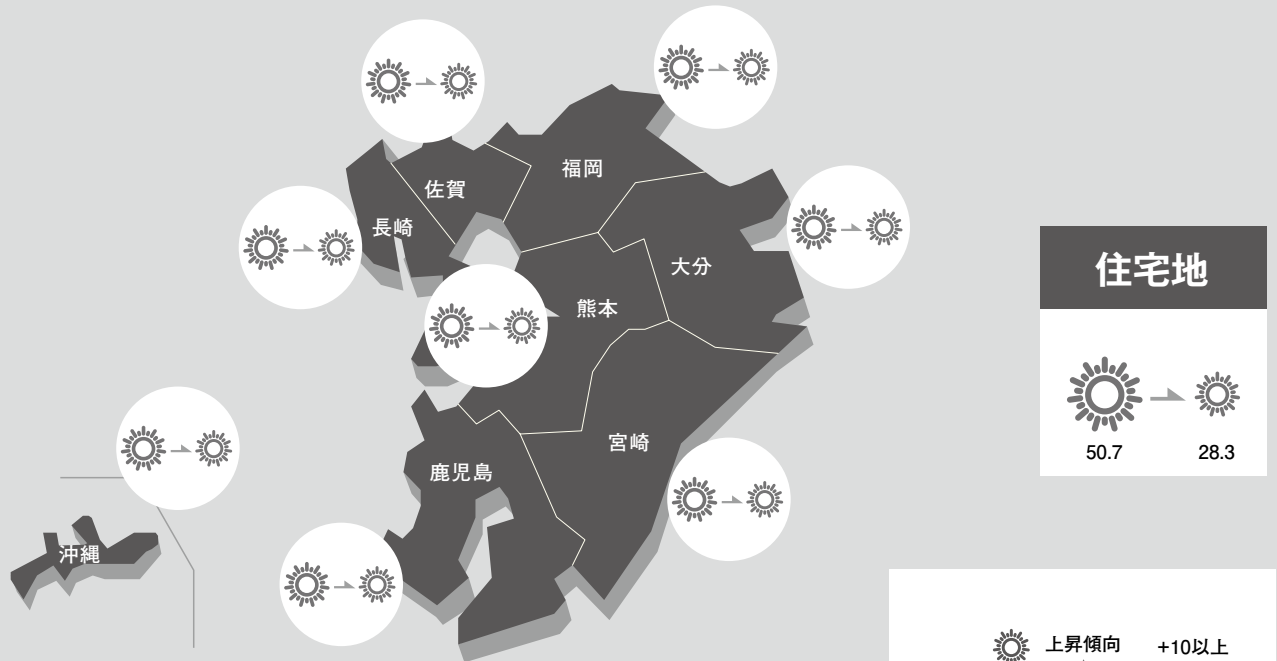 福岡
佐賀
長崎
大分
熊本
宮崎
鹿児島
沖縄
住宅地
50.7 28.3
上昇傾向 +10以上